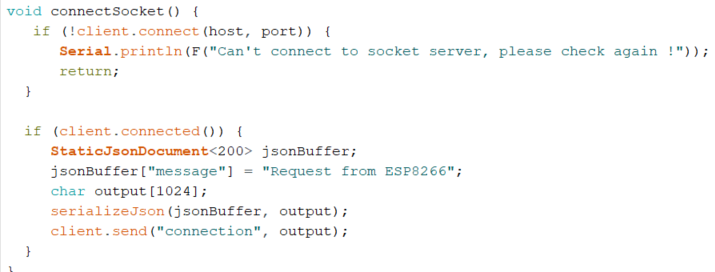 void connectSocket() {
if (!client.connect(host, port)) {
Serial.println(F("Can't connect to socket server, please check again !"));
return;
}
if (client.connected()) {
StaticJsonDocument<200> jsonBuffer;
jsonBuffer["message"] = "Request from ESP8266";
char output[1024];
serializeJson(jsonBuffer, output);
client.send("connection", output);
}
}